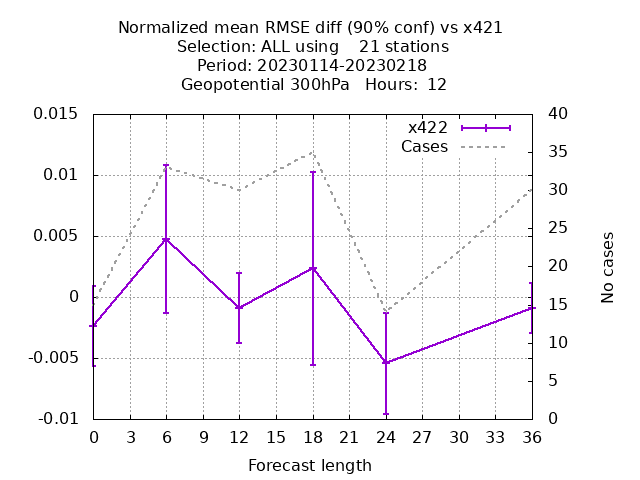 Normalized mean RMSE diff (90% conf) vs x421
Selection: ALL using    21 stations
Period: 20230114-20230218
Geopotential 300hPa   Hours:  12
x422
Cases
0.015
0.01
0.005
0
-0.005
-0.01
40
35
30
25
20
15
10
5
0
No cases
0 3 6 9 12 15 18 21 24 27 30 33 36
Forecast length